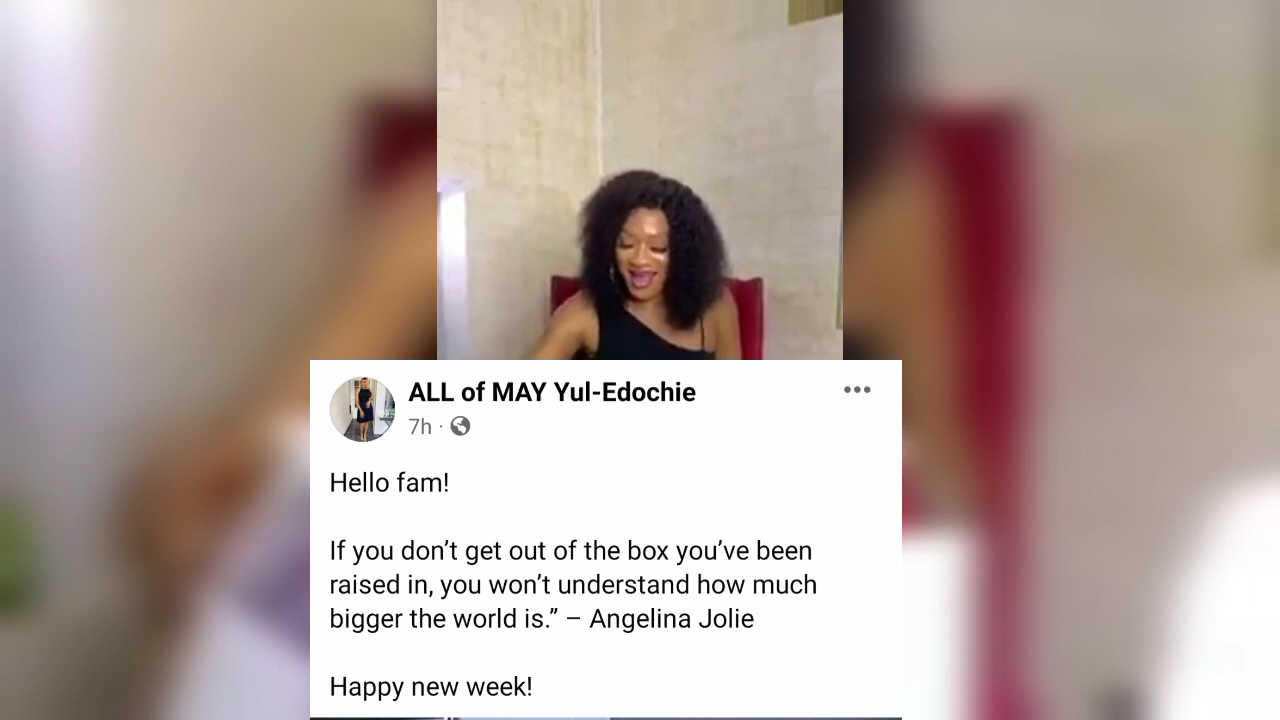 ALL of MAY Yul-Edochie
7h ·
Hello fam!
If you don’t get out of the box you’ve been
raised in, you won’t understand how much
bigger the world is.” – Angelina Jolie
Happy new week!